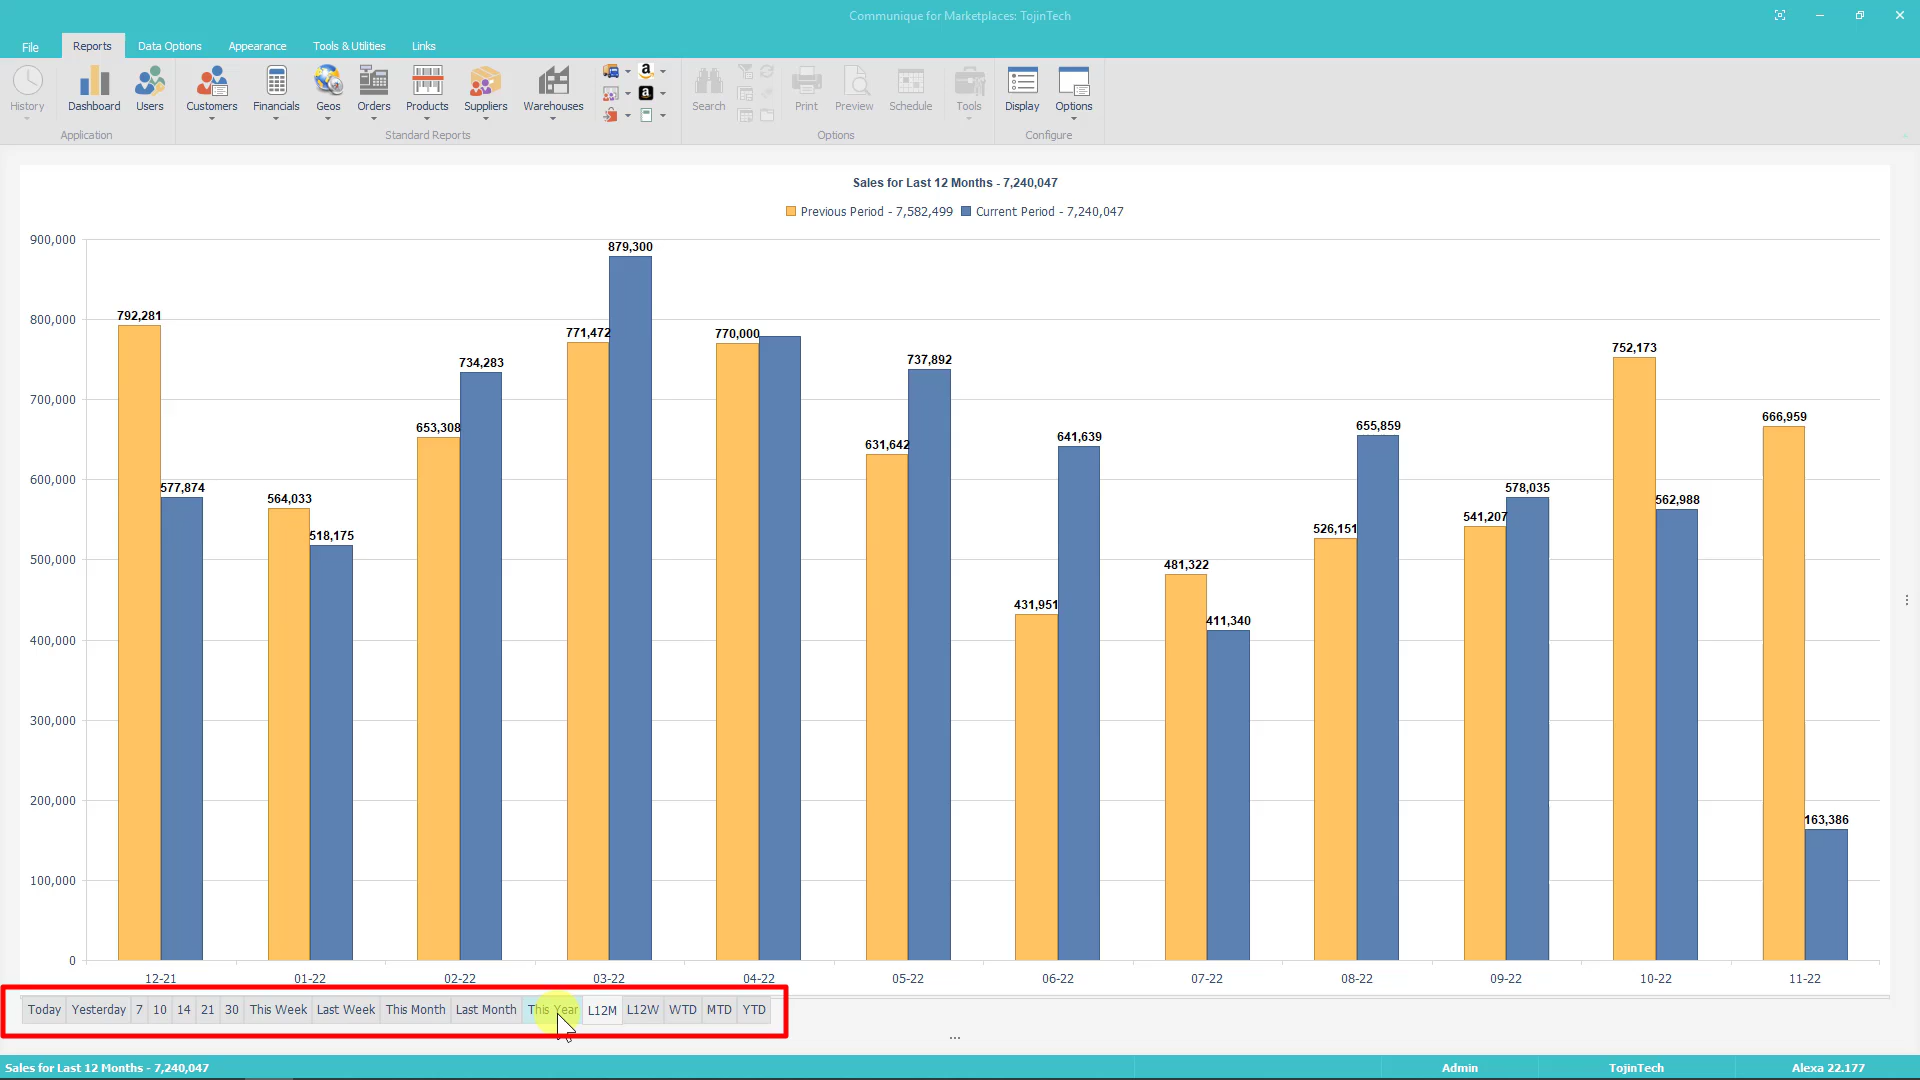 Communique for Marketplaces: TojinTech
File Reports Data Options Appearance Tools & Utilities Links
History Dashboard Users Customers Financials Geos Orders Products Suppliers Warehouses Search Print Preview Schedule Tools Display Options
Application Standard Reports Options Configure
Sales for Last 12 Months - 7,240,047
Previous Period - 7,582,499 Current Period - 7,240,047
900,000
800,000
700,000
600,000
500,000
400,000
300,000
200,000
100,000
0
792,281 577,874
564,033 518,175
653,308 734,283
771,472 879,300
770,000
631,642 737,892
431,951 641,639
481,322 411,340
526,151 655,859
541,207 578,035
752,173 562,988
666,959 163,386
12-21 01-22 02-22 03-22 04-22 05-22 06-22 07-22 08-22 09-22 10-22 11-22
Today Yesterday 7 10 14 21 30 This Week Last Week This Month Last Month This Year L12M L12W WTD MTD YTD
Sales for Last 12 Months - 7,240,047 Admin TojinTech Alexa 22.177